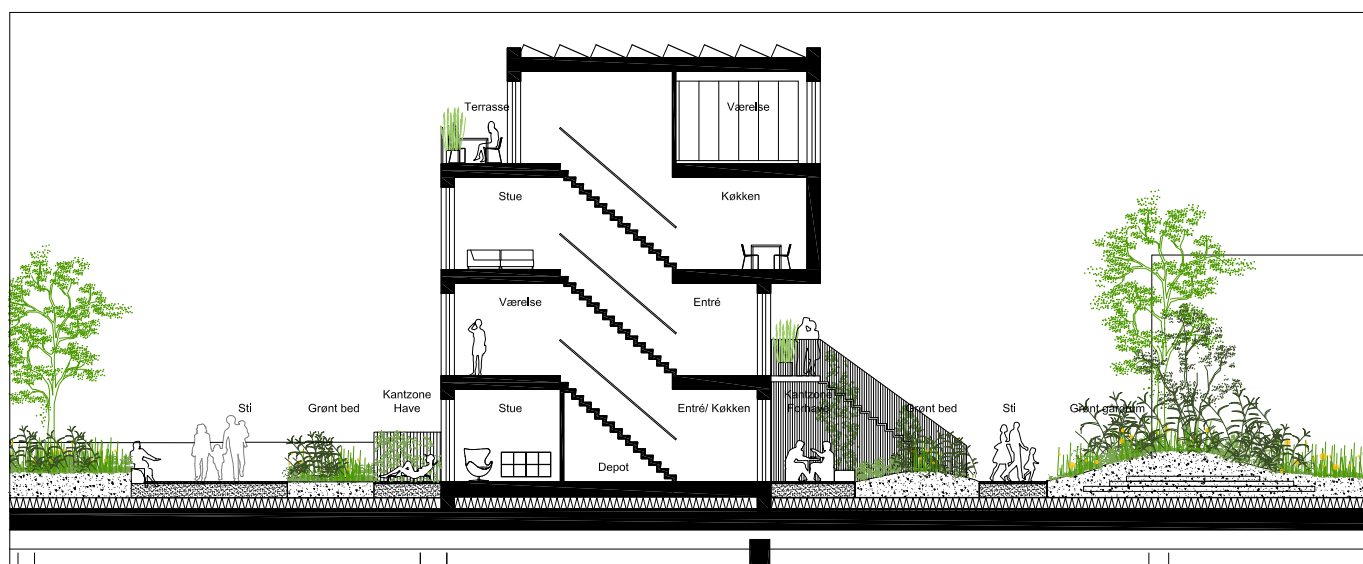 Terrasse
Værelse
Stue
Køkken
Værelse
Entré
Sti
Grønt bed
Kantzone
Have
Stue
Depot
Entré/ Køkken
Kantzone
Forhave
Grønt bed
Sti
Grønt gårdrum